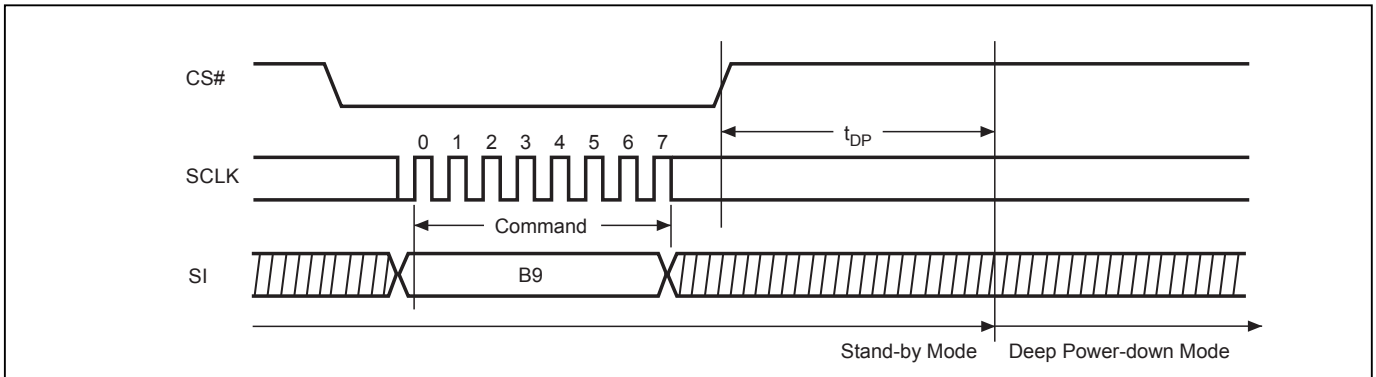 CS#
t_DP
0 1 2 3 4 5 6 7
SCLK
Command
SI
B9
Stand-by Mode
Deep Power-down Mode